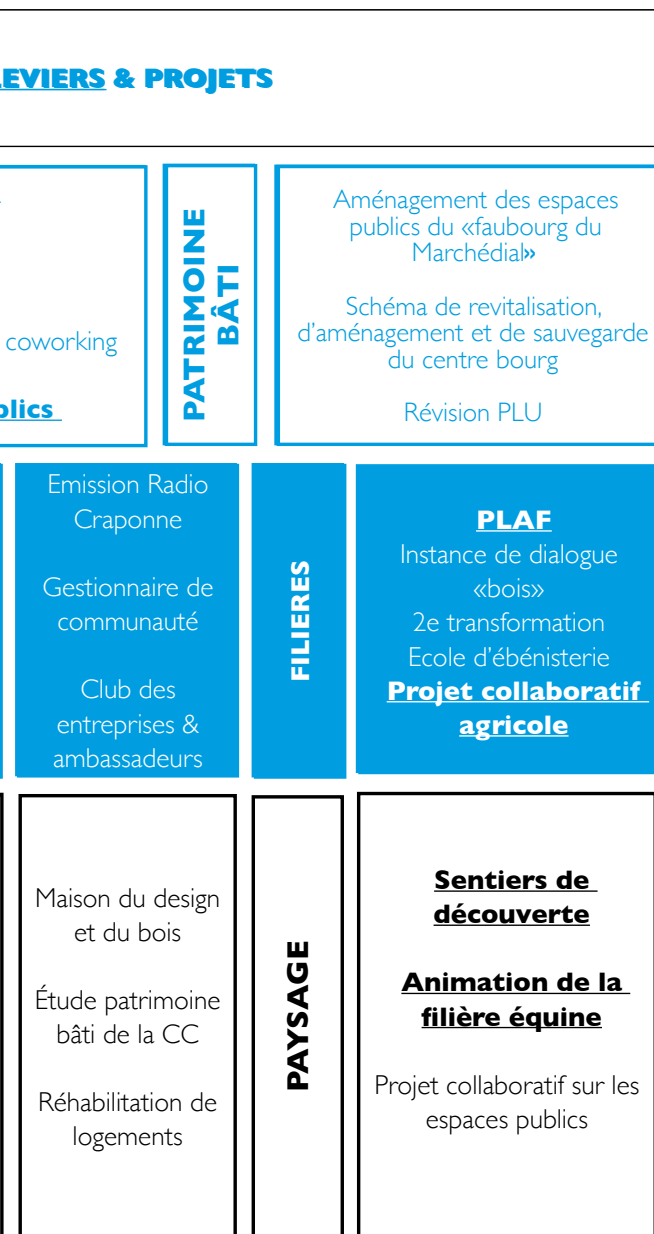 LEVIERS & PROJETS
coworking
PATRIMOINE
BÂTI
Aménagement des espaces
publics du «faubourg du
Marchédial»
Schéma de revitalisation,
d'aménagement et de sauvegarde
du centre bourg
Révision PLU
Emission Radio
Craponne
Gestionnaire de
communauté
Club des
entreprises &
ambassadeurs
FILIERES
PLAF
Instance de dialogue
«bois»
2e transformation
Ecole d'ébénisterie
Projet collaboratif
agricole
Maison du design
et du bois
Étude patrimoine
bâti de la CC
Réhabilitation de
logements
PAYSAGE
Sentiers de
découverte
Animation de la
filière équine
Projet collaboratif sur les
espaces publics